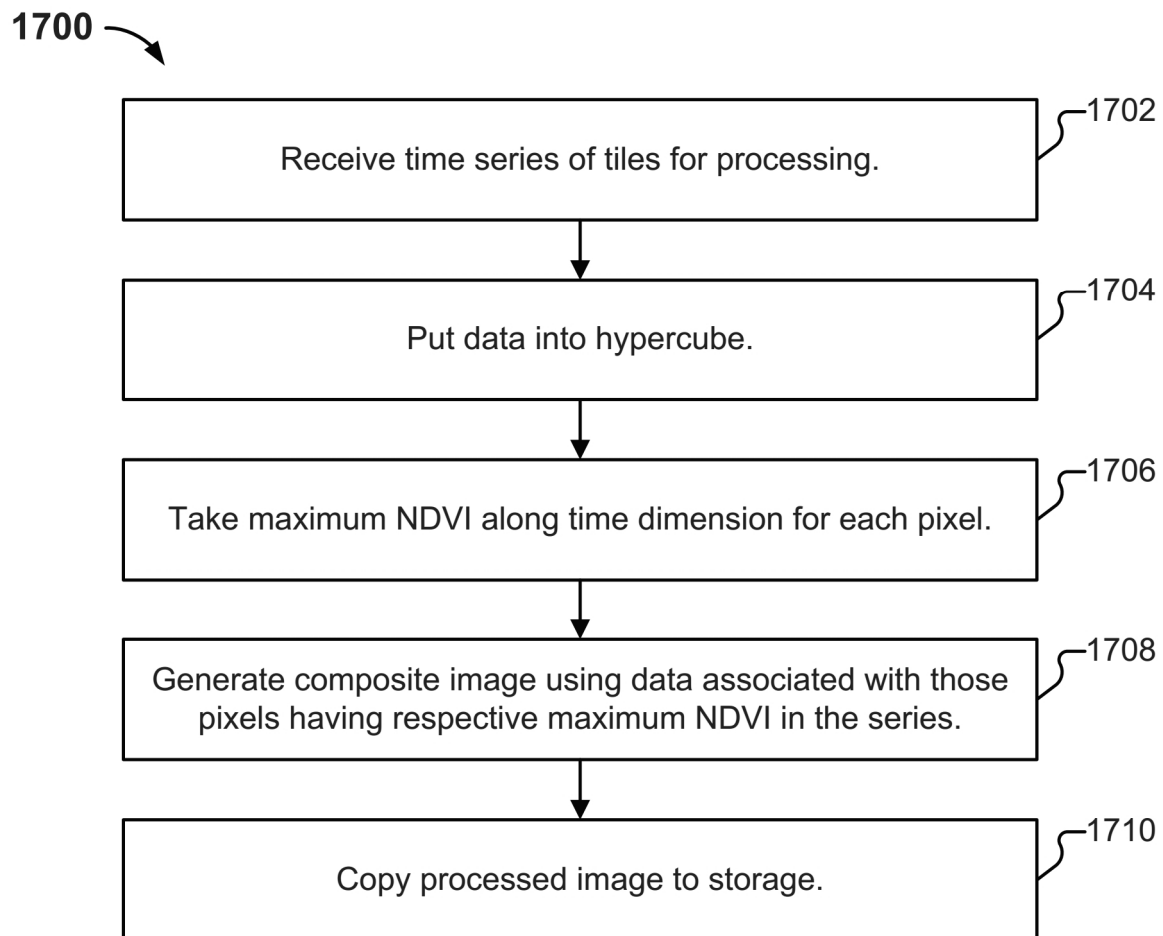 1700
1702
Receive time series of tiles for processing.
1704
Put data into hypercube.
1706
Take maximum NDVI along time dimension for each pixel.
1708
Generate composite image using data associated with those
pixels having respective maximum NDVI in the series.
1710
Copy processed image to storage.